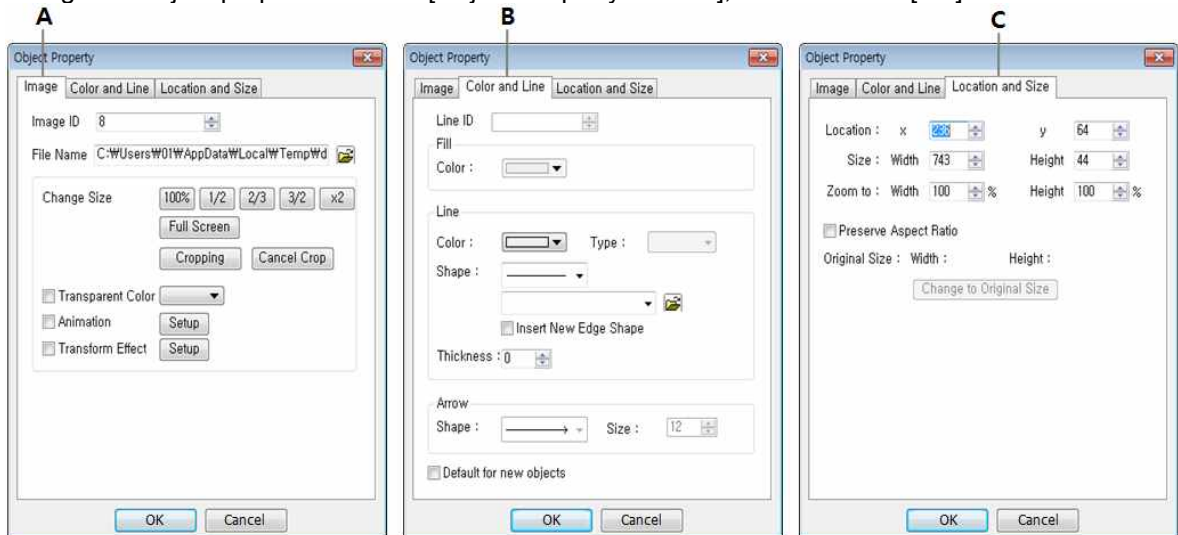 A
B
C
Object Property
Image Color and Line Location and Size
Image ID 8
File Name C:₩Users₩01₩AppData₩Local₩Temp₩d
Change Size 100% 1/2 2/3 3/2 x2
Full Screen
Cropping Cancel Crop
Transparent Color
Animation Setup
Transform Effect Setup
OK Cancel
Object Property
Image Color and Line Location and Size
Line ID
Fill
Color :
Line
Color : Type :
Shape :
Insert New Edge Shape
Thickness : 0
Arrow
Shape : Size : 12
Default for new objects
OK Cancel
Object Property
Image Color and Line Location and Size
Location : x 236 y 64
Size : Width 743 Height 44
Zoom to : Width 100 % Height 100 %
Preserve Aspect Ratio
Original Size : Width : Height :
Change to Original Size
OK Cancel